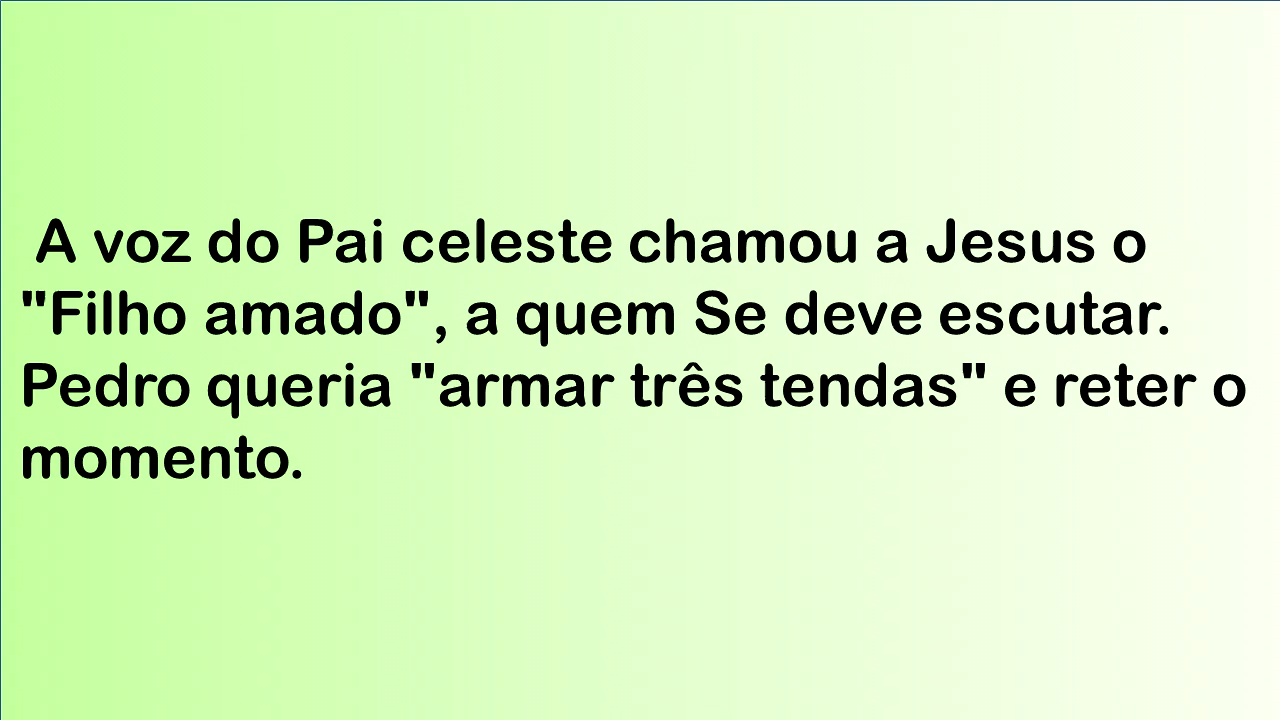 A voz do Pai celeste chamou a Jesus o
"Filho amado", a quem Se deve escutar.
Pedro queria "armar três tendas" e reter o
momento.